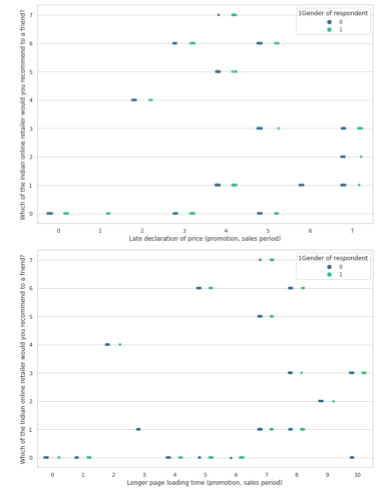 Which of the Indian online retailer would you recommend to a friend?
7
6
5
4
3
2
1
0
1Gender of respondent
0
1
0 1 2 3 4 5 6 7
Late declaration of price (promotion, sales period)
Which of the Indian online retailer would you recommend to a friend?
7
6
5
4
3
2
1
0
1Gender of respondent
0
1
0 1 2 3 4 5 6 7 8 9 10
Longer page loading time (promotion, sales period)